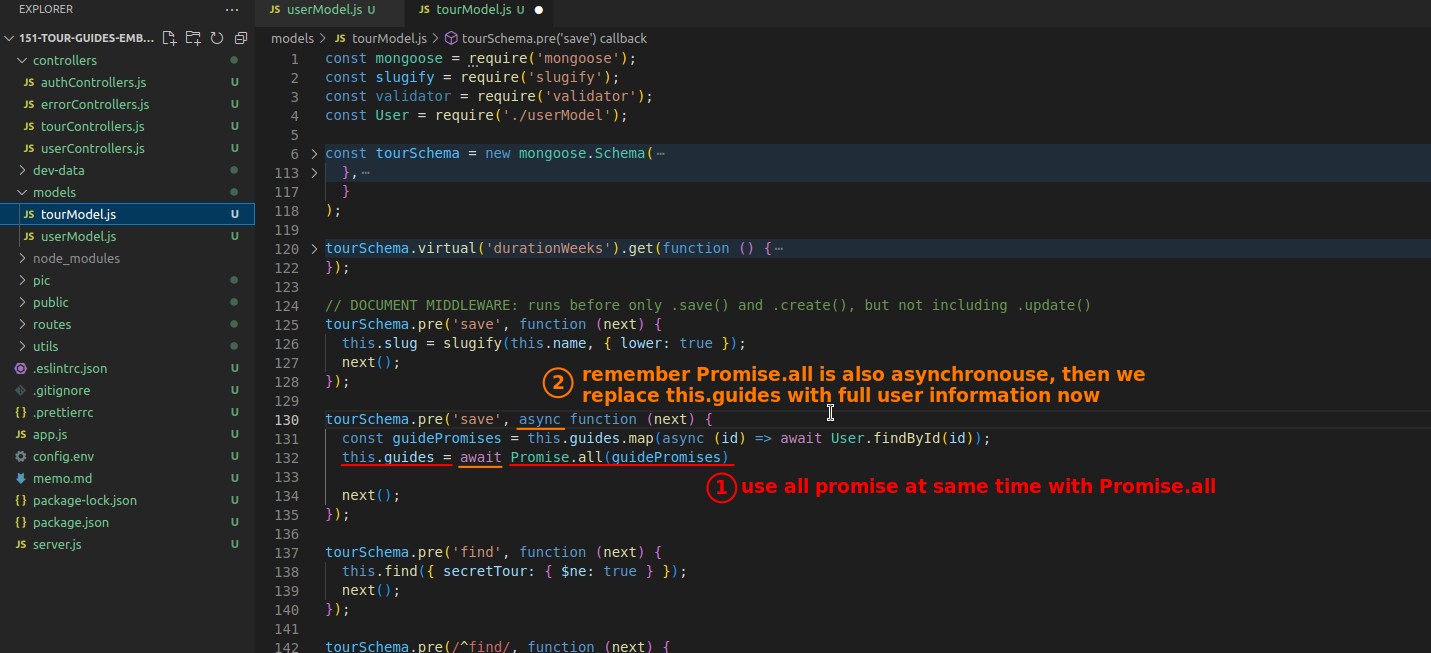 EXPLORER ...
151-TOUR-GUIDES-EMB...
controllers
JS authControllers.js U
JS errorControllers.js U
JS tourControllers.js U
JS userControllers.js U
dev-data
models
JS tourModel.js U
JS userModel.js U
node_modules
pic
public
routes
utils
.eslintrc.json U
.gitignore U
{} .prettierrc U
JS app.js U
config.env U
memo.md U
{} package-lock.json U
{} package.json U
JS server.js U
JS userModel.js U JS tourModel.js U
models > JS tourModel.js > tourSchema.pre('save') callback
1 const mongoose = require('mongoose');
2 const slugify = require('slugify');
3 const validator = require('validator');
4 const User = require('./userModel');
5
6 const tourSchema = new mongoose.Schema(⋯
113 },⋯
117 }
118 );
119
120 tourSchema.virtual('durationWeeks').get(function () {⋯
122 });
123
124 // DOCUMENT MIDDLEWARE: runs before only .save() and .create(), but not including .update()
125 tourSchema.pre('save', function (next) {
126 this.slug = slugify(this.name, { lower: true });
127 next();
128 });
② remember Promise.all is also asynchronouse, then we
replace this.guides with full user information now
129
130 tourSchema.pre('save', async function (next) {
131 const guidePromises = this.guides.map(async (id) => await User.findById(id));
132 this.guides = await Promise.all(guidePromises)
133
① use all promise at same time with Promise.all
134 next();
135 });
136
137 tourSchema.pre('find', function (next) {
138 this.find({ secretTour: { $ne: true } });
139 next();
140 });
141
142 tourSchema.pre(/^find/, function (next) {